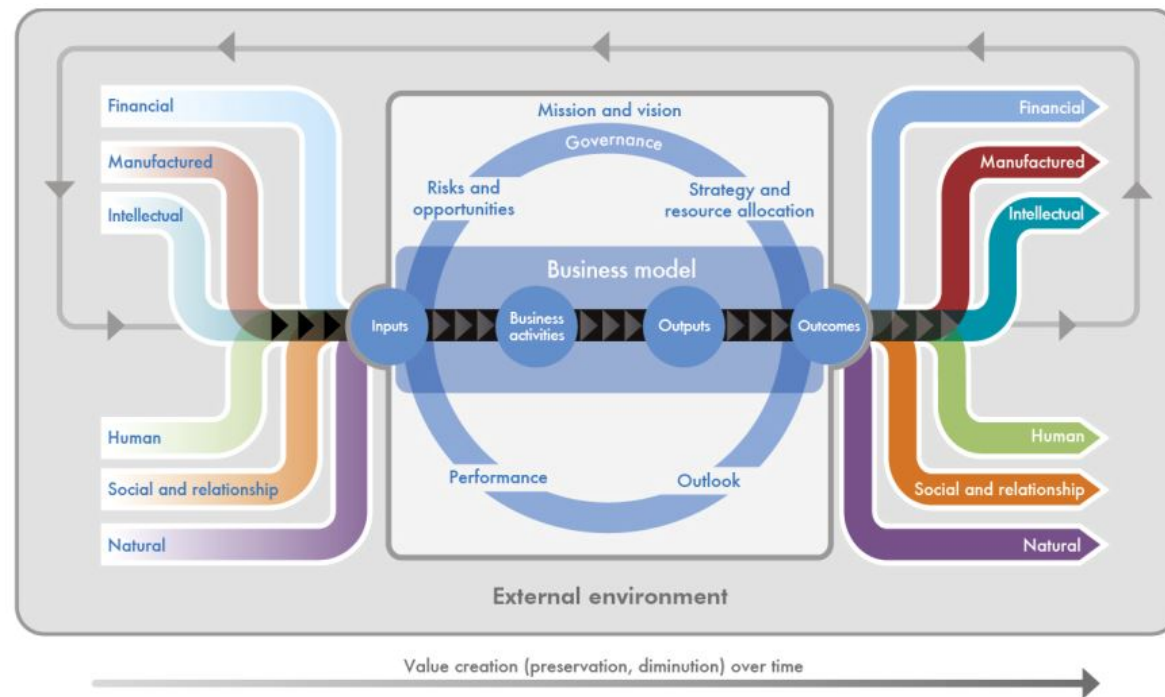 Financial
Manufactured
Intellectual
Human
Social and relationship
Natural
Mission and vision
Governance
Risks and
opportunities
Strategy and
resource allocation
Business model
Inputs
Business
activities
Outputs
Outcomes
Performance
Outlook
Financial
Manufactured
Intellectual
Human
Social and relationship
Natural
External environment
Value creation (preservation, diminution) over time